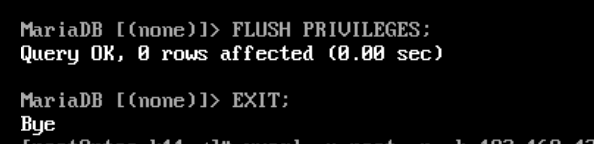 MariaDB [(none)]> FLUSH PRIVILEGES;
Query OK, 0 rows affected (0.00 sec)
MariaDB [(none)]> EXIT;
Bye